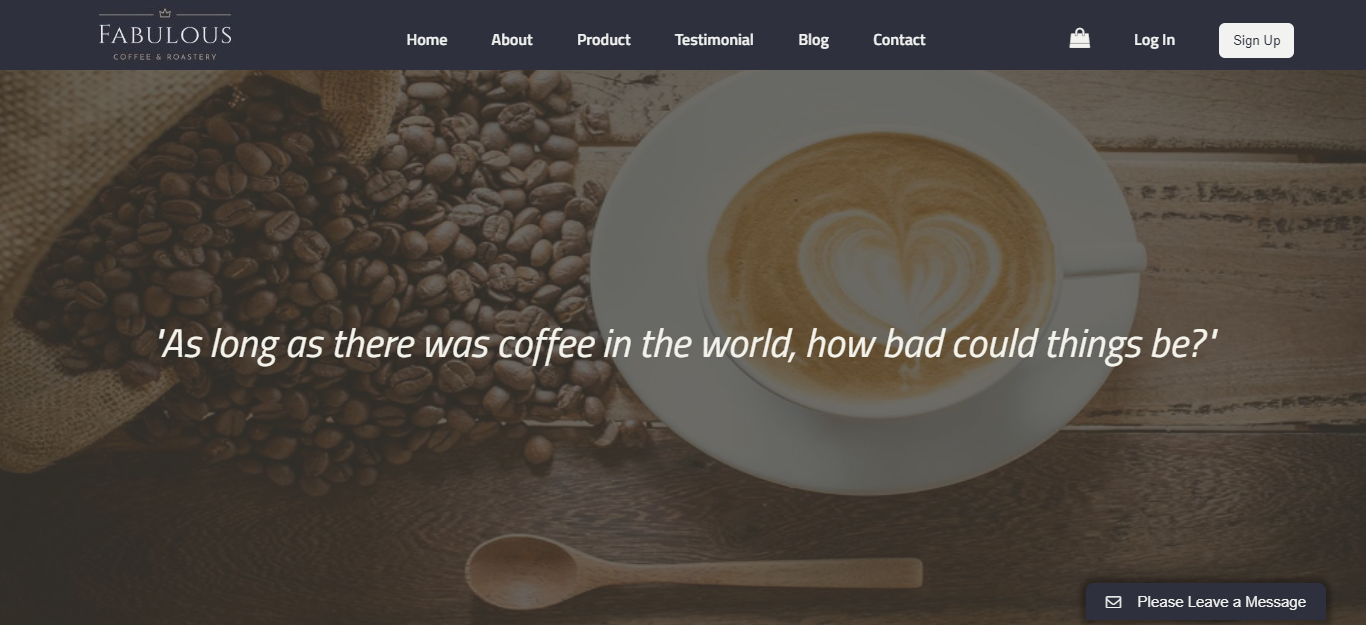 FABULOUS
COFFEE & ROASTERY
Home About Product Testimonial Blog Contact Log In Sign Up
'As long as there was coffee in the world, how bad could things be?'
Please Leave a Message